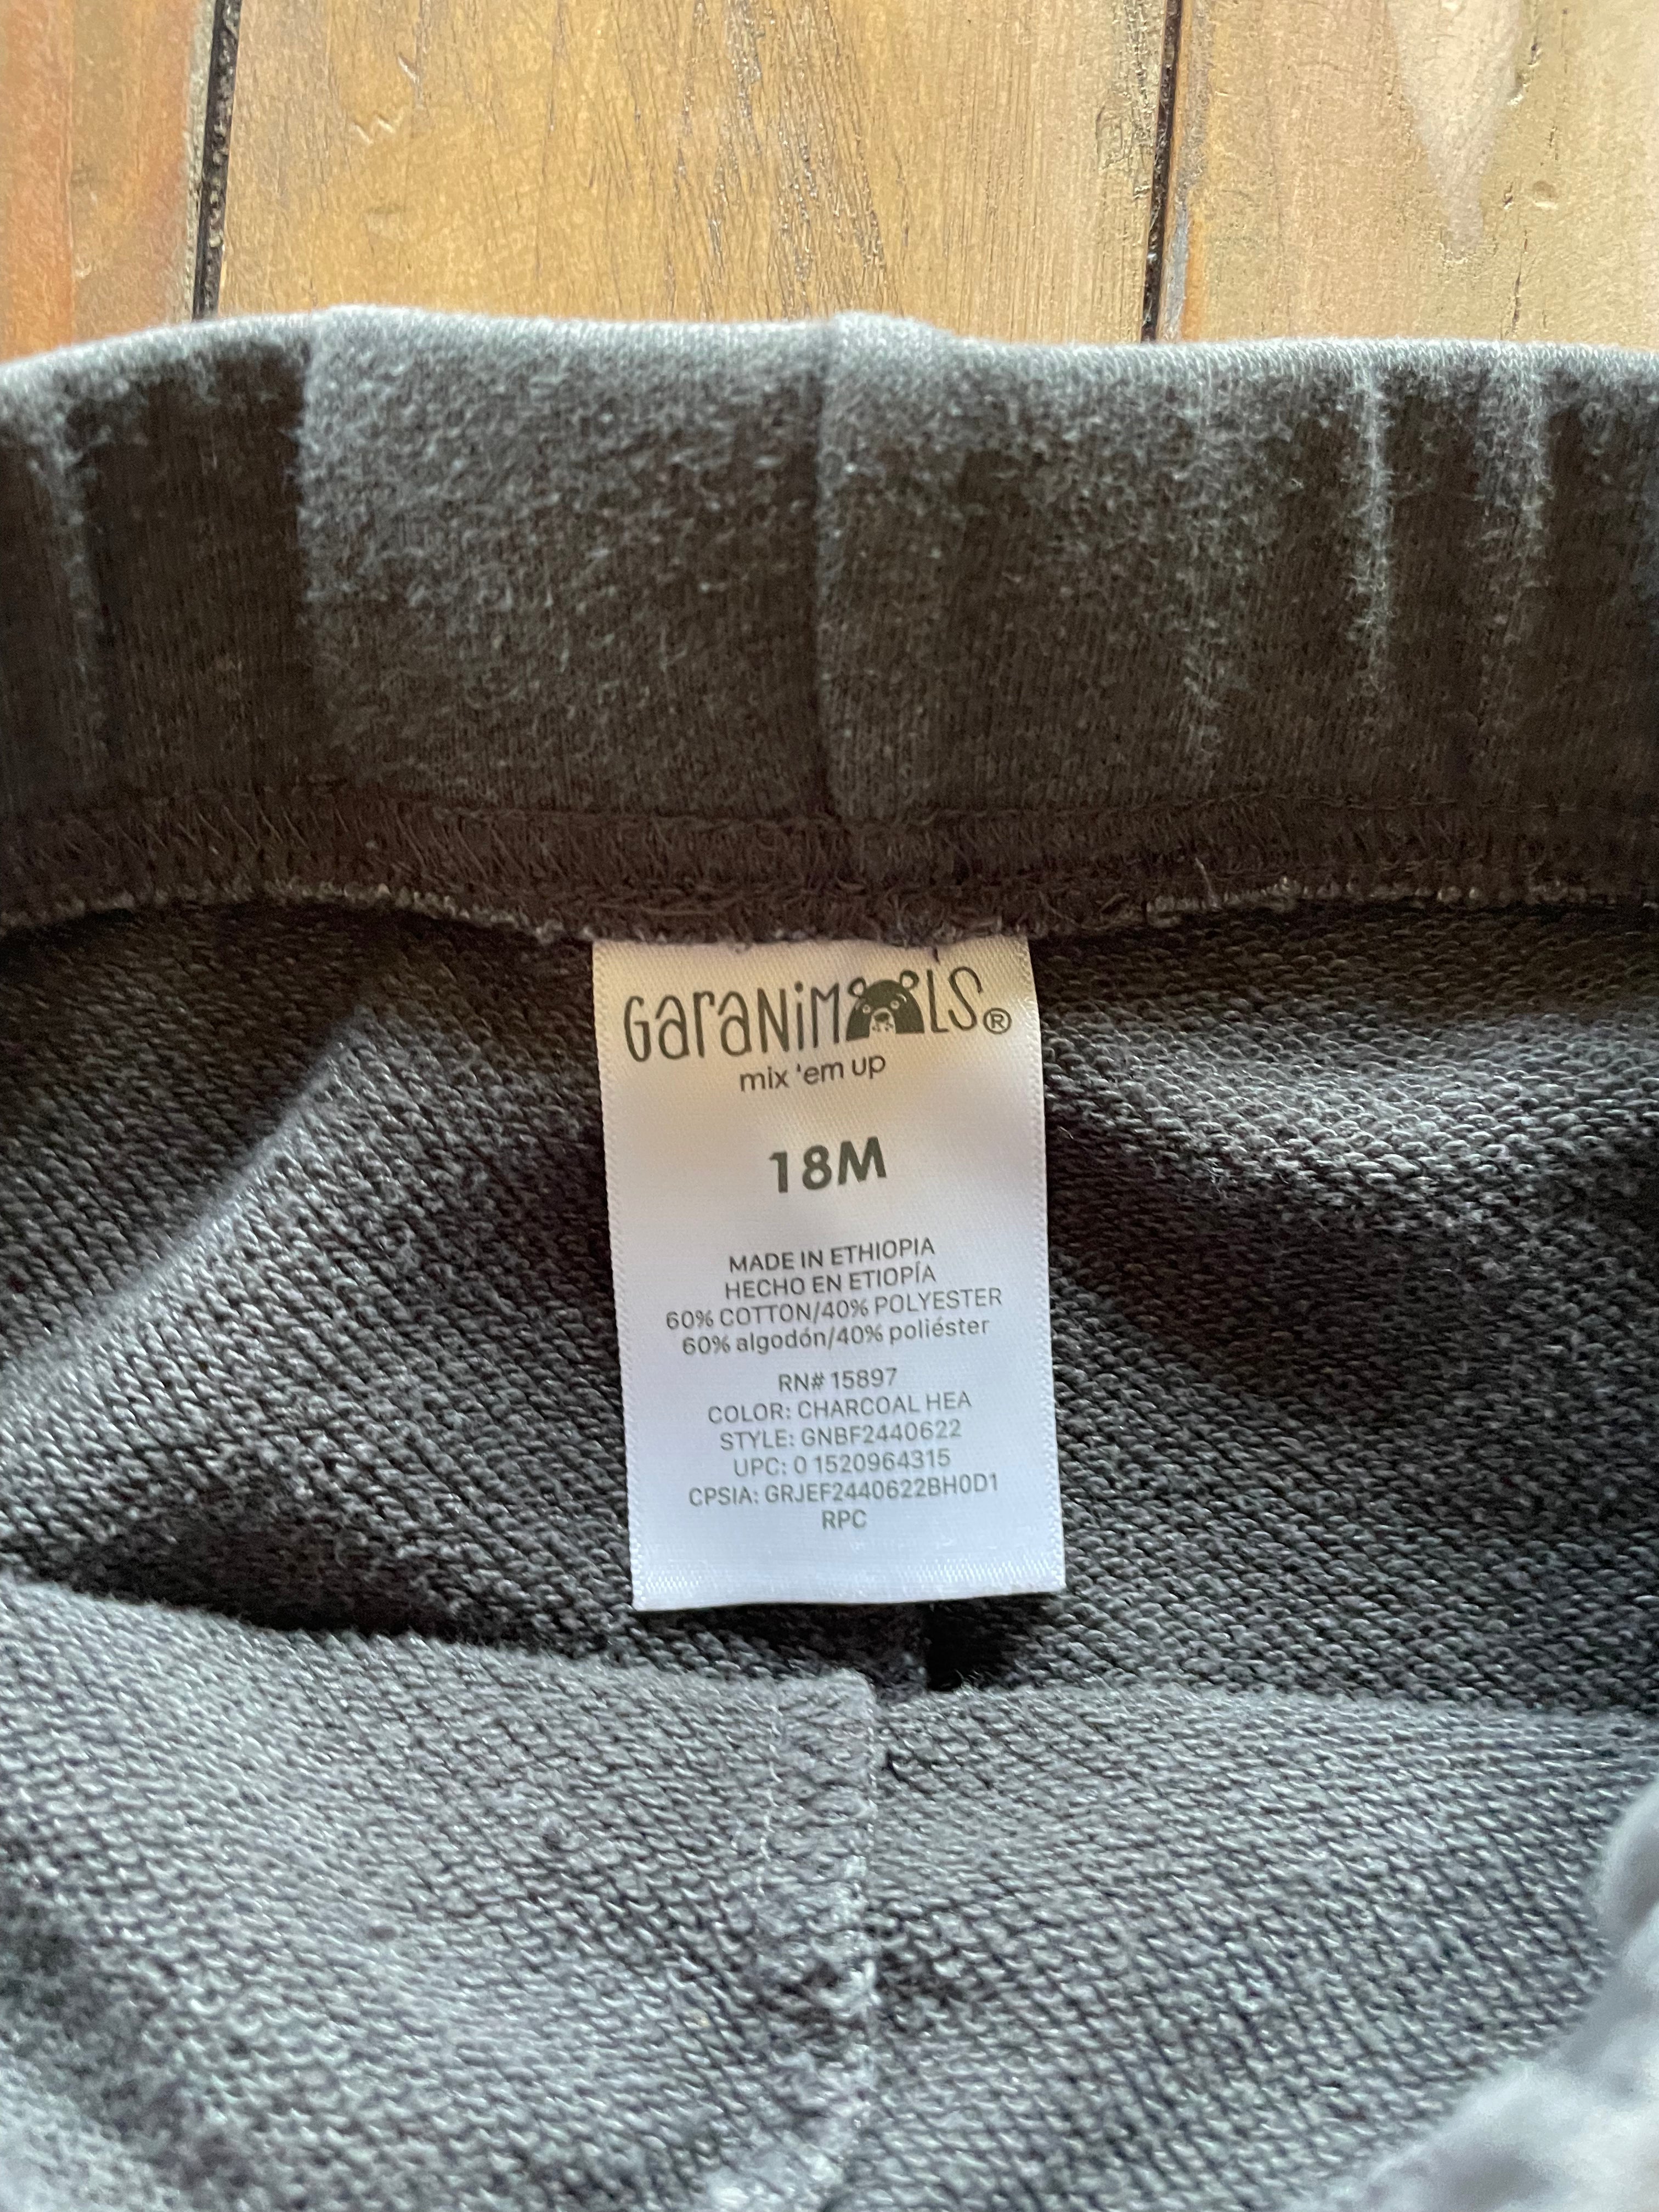 GaraNiMALS®
mix 'em up
18M
MADE IN ETHIOPIA
HECHO EN ETIOPÍA
60% COTTON/40% POLYESTER
60% algodón/40% poliéster
RN# 15897
COLOR: CHARCOAL HEA
STYLE: GNBF2440622
UPC: 0 1520964315
CPSIA: GRJEF2440622BH0D1
RPC